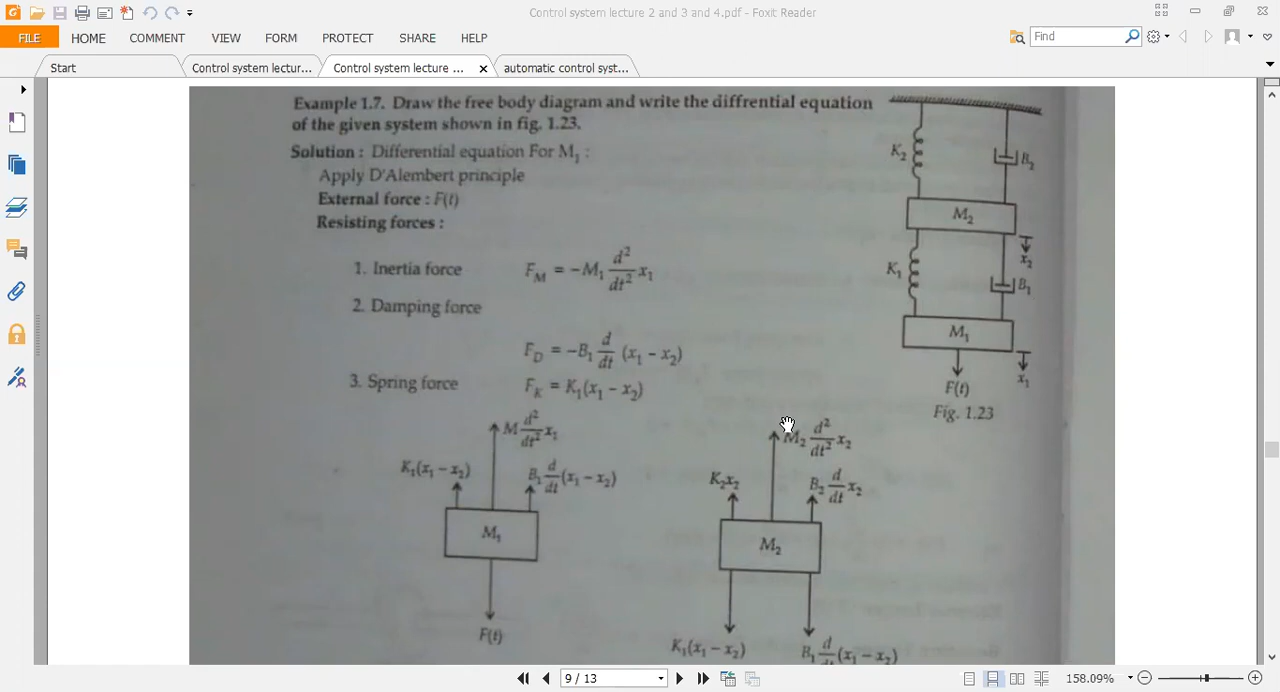 Control system lecture 2 and 3 and 4.pdf - Foxit Reader
FILE HOME COMMENT VIEW FORM PROTECT SHARE HELP Find
Start Control system lectur... Control system lecture ... automatic control syst...
Example 1.7. Draw the free body diagram and write the diffrential equation
of the given system shown in fig. 1.23.
Solution : Differential equation For M₁ :
Apply D'Alembert principle
External force : F(t)
Resisting forces :
1. Inertia force F_M = -M₁ d²/dt² x₁
2. Damping force
F_D = -B₁ d/dt (x₁ - x₂)
3. Spring force F_K = K₁(x₁ - x₂)
K₂ B₂
M₂
x₂
K₁ B₁
M₁
x₁
F(t)
Fig. 1.23
M d²/dt² x₁
K₁(x₁ - x₂) B₁ d/dt (x₁ - x₂)
M₁
F(t)
M₂ d²/dt² x₂
K₂x₂ B₂ d/dt x₂
M₂
K₁(x₁ - x₂) B₁ d/dt (x₁ - x₂)
9 / 13 158.09%